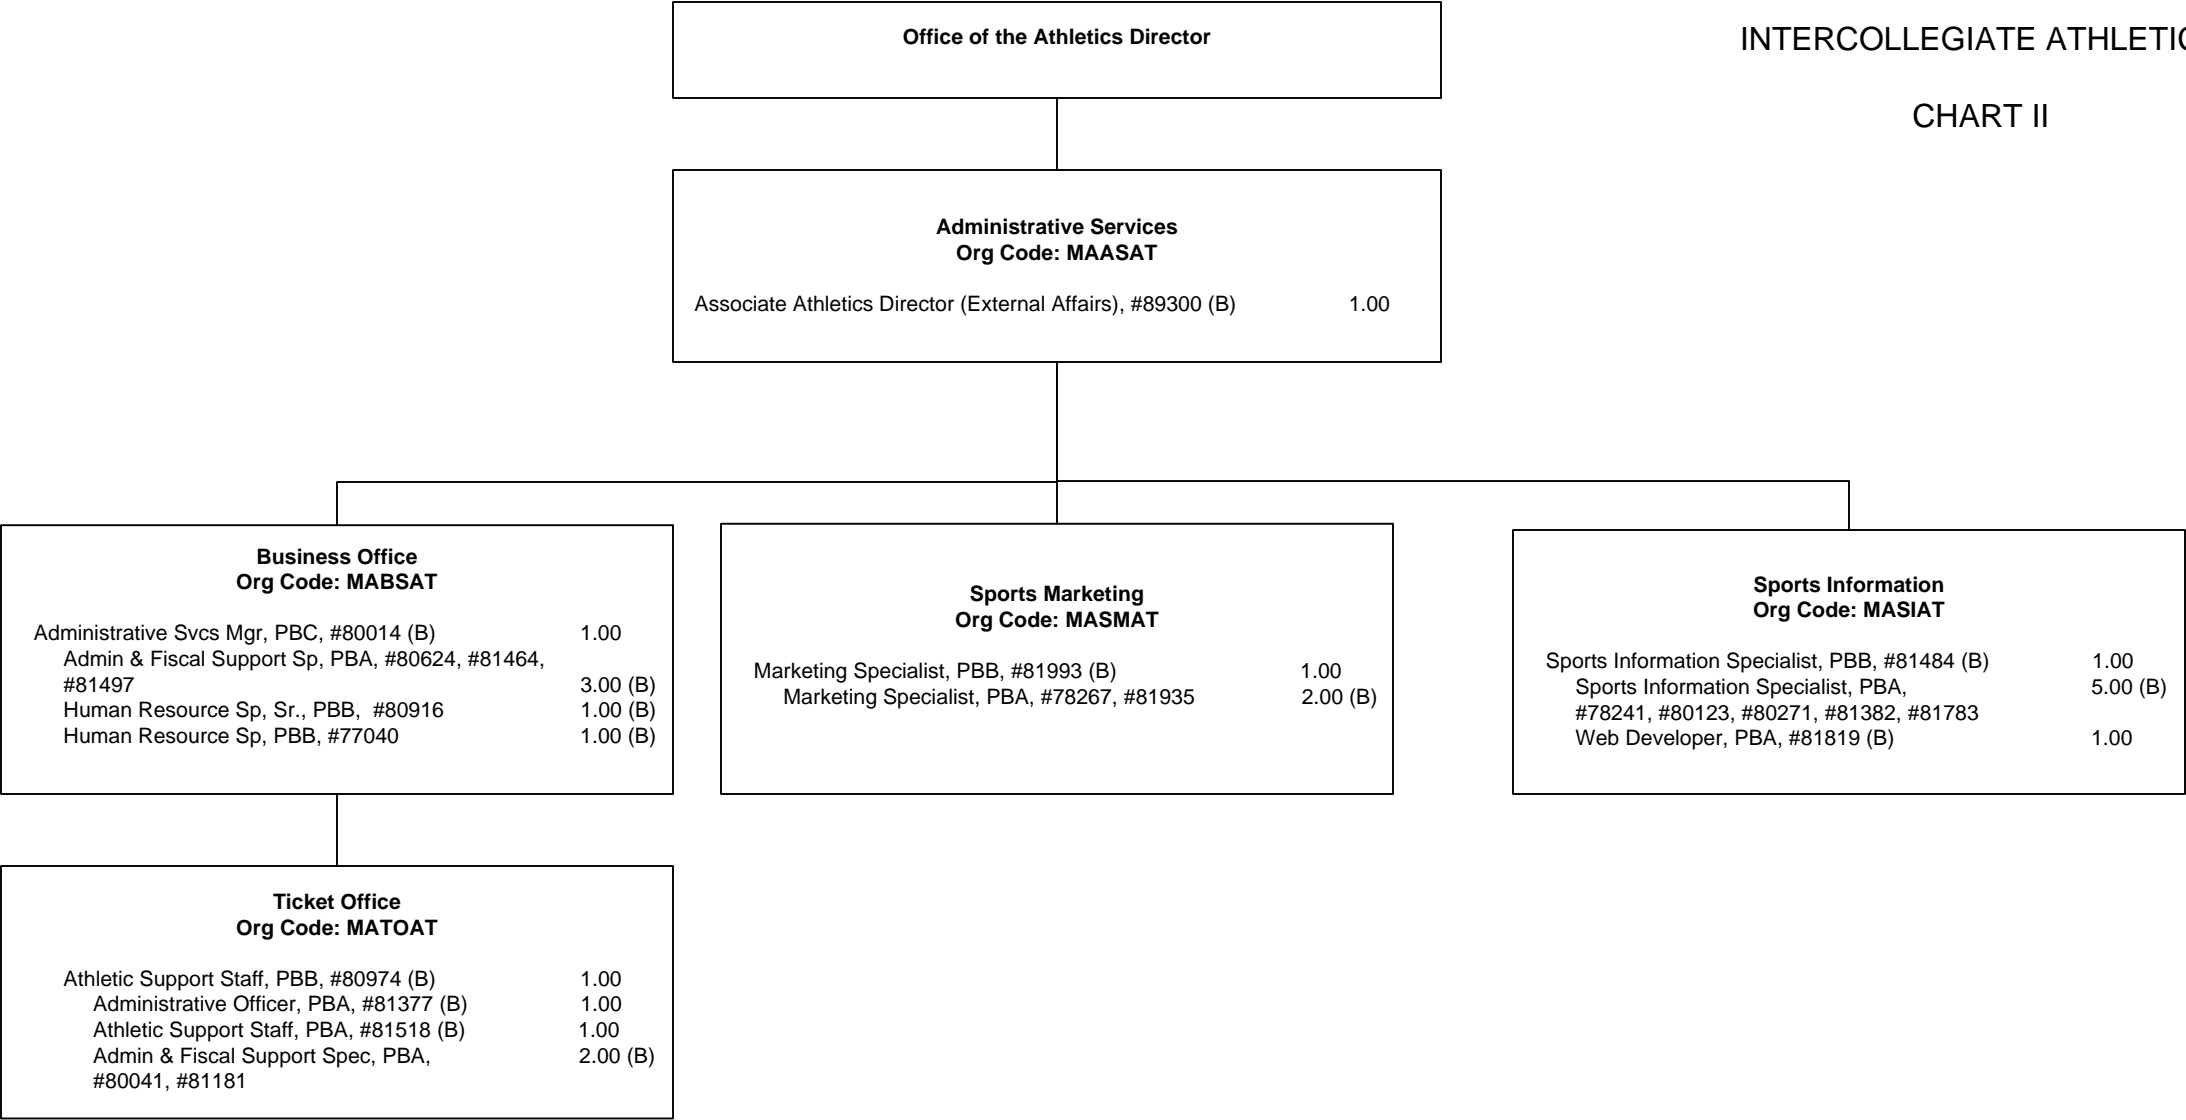 Office of the Athletics Director
INTERCOLLEGIATE
CHART II
Administrative Services
Org Code: MAASAT
Associate Athletics Director (External Affairs), #89300 (B) 1.00
Business Office
Org Code: MABSAT
Administrative Svcs Mgr, PBC, #80014 (B) 1.00
Admin & Fiscal Support Sp, PBA, #80624, #81464,
#81497 3.00 (B)
Human Resource Sp, Sr., PBB, #80916 1.00 (B)
Human Resource Sp, PBB, #77040 1.00 (B)
Sports Marketing
Org Code: MASMAT
Marketing Specialist, PBB, #81993 (B) 1.00
Marketing Specialist, PBA, #78267, #81935 2.00 (B)
Sports Information
Org Code: MASIAT
Sports Information Specialist, PBB, #81484 (B) 1.00
Sports Information Specialist, PBA, 5.00 (B)
#78241, #80123, #80271, #81382, #81783
Web Developer, PBA, #81819 (B) 1.00
Ticket Office
Org Code: MATOAT
Athletic Support Staff, PBB, #80974 (B) 1.00
Administrative Officer, PBA, #81377 (B) 1.00
Athletic Support Staff, PBA, #81518 (B) 1.00
Admin & Fiscal Support Spec, PBA, 2.00 (B)
#80041, #81181